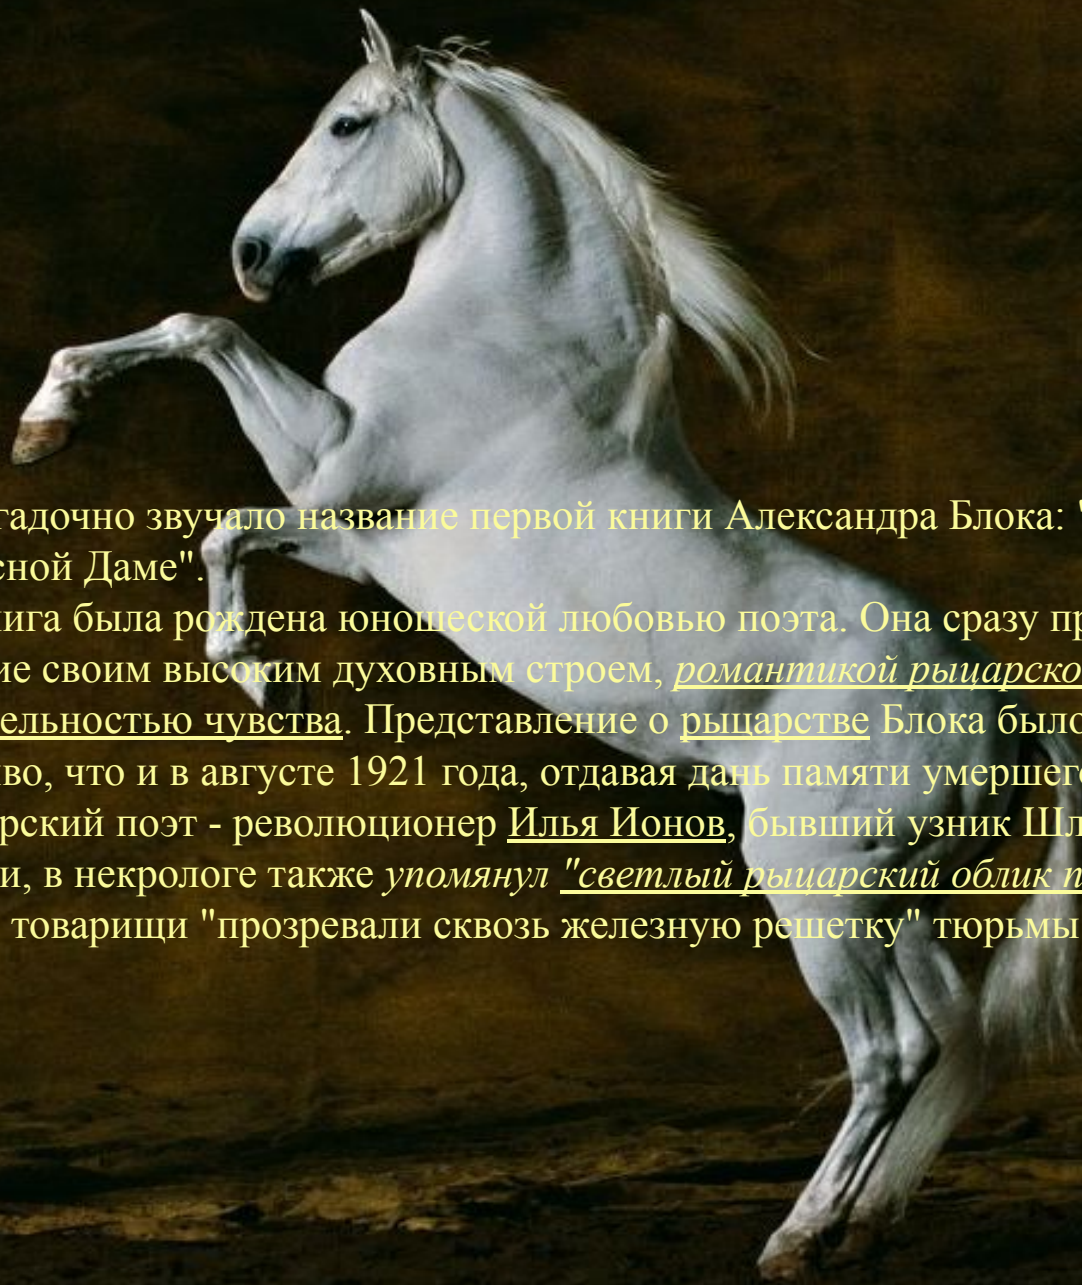 гадочно звучало название первой книги Александра Блока: "
сной Даме".
ига была рождена юношеской любовью поэта. Она сразу пр
ие своим высоким духовным строем, романтикой рыцарско
ельностью чувства. Представление о рыцарстве Блока было
иво, что и в августе 1921 года, отдавая дань памяти умершего
рский поэт - революционер Илья Ионов, бывший узник Шл
и, в некрологе также упомянул "светлый рыцарский облик п
товарищи "прозревали сквозь железную решетку" тюрьмы